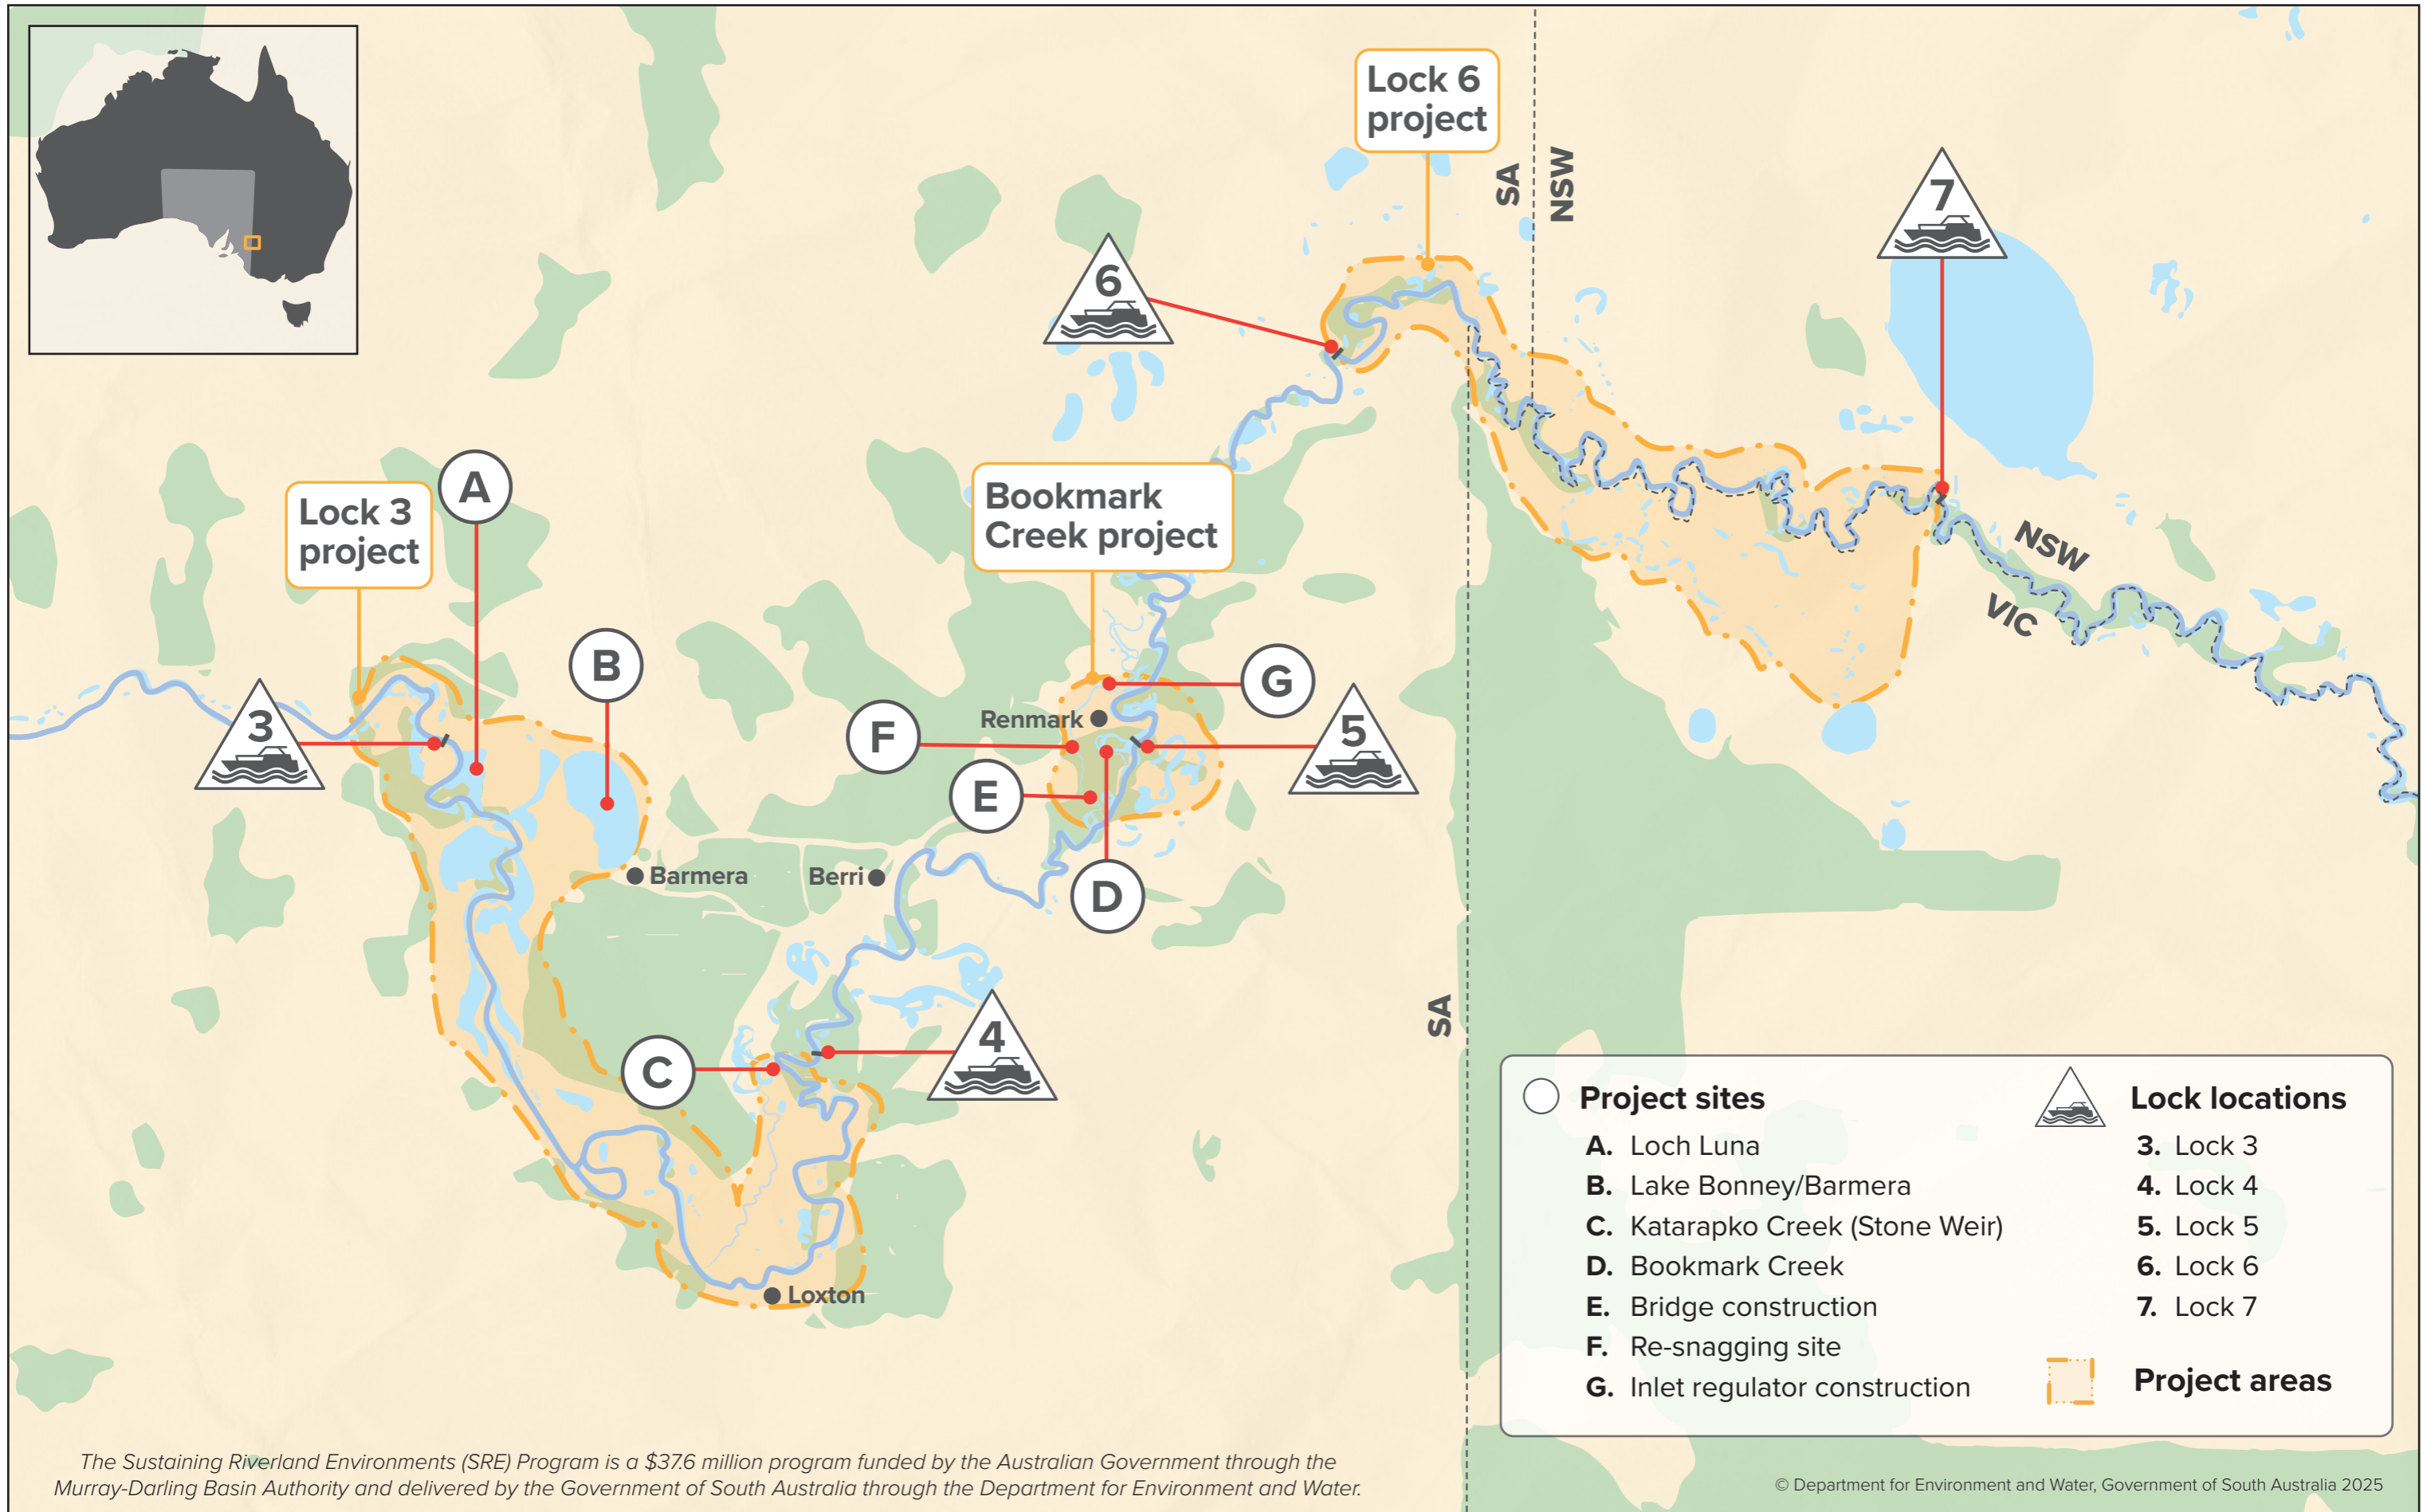 Lock 6
project
SA
NSW
7
6
A
Lock 3
project
Bookmark
Creek project
NSW
VIC
B
G
Renmark
F
3
5
E
Barmera
Berri
D
SA
4
C
Loxton
Project sites
A. Loch Luna
B. Lake Bonney/Barmera
C. Katarapko Creek (Stone Weir)
D. Bookmark Creek
E. Bridge construction
F. Re-snagging site
G. Inlet regulator construction
Lock locations
3. Lock 3
4. Lock 4
5. Lock 5
6. Lock 6
7. Lock 7
Project areas
The Sustaining Riverland Environments (SRE) Program is a $37.6 million program funded by the Australian Government through the
Murray-Darling Basin Authority and delivered by the Government of South Australia through the Department for Environment and Water.
© Department for Environment and Water, Government of South Australia 2025